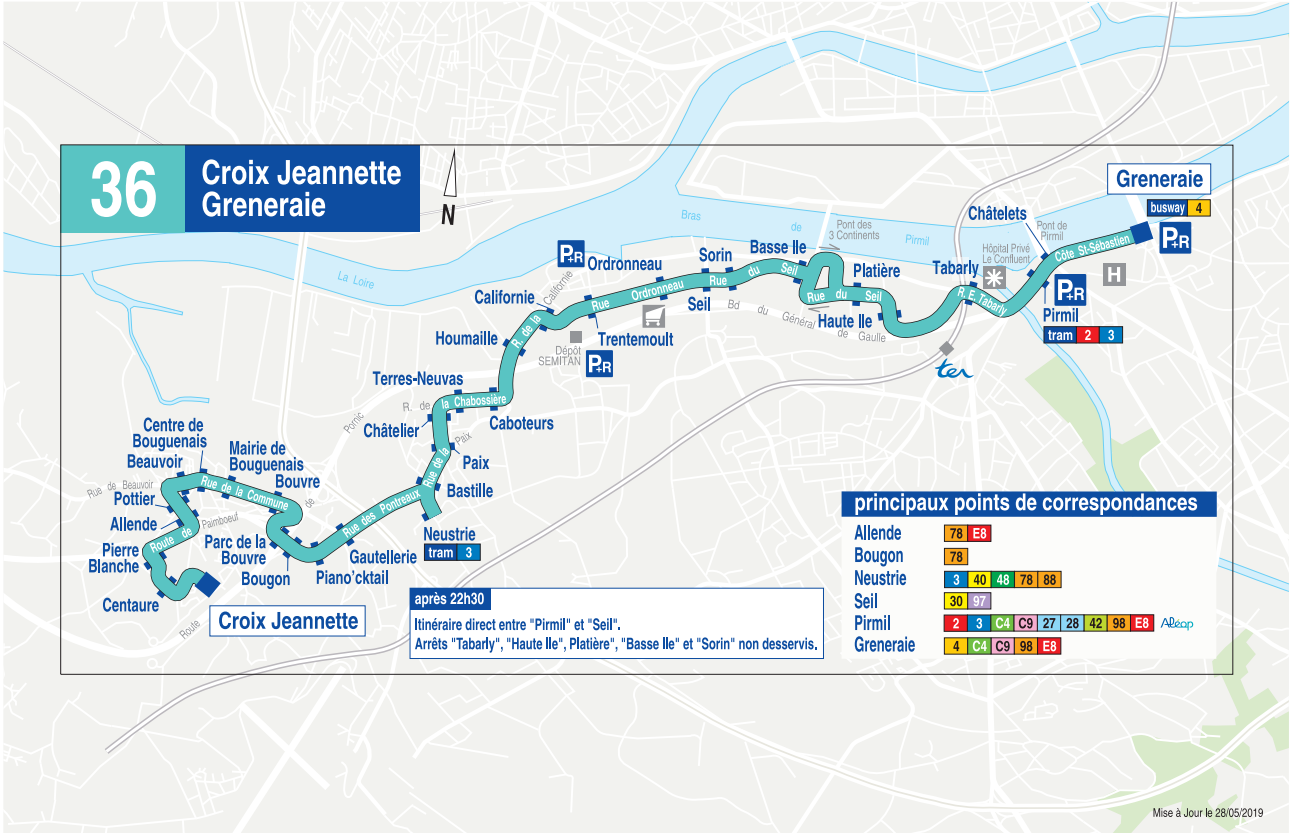 36
Croix Jeannette
Greneraie
N
Greneraie
busway 4
P+R
Châtelets
Pont de
Pirmil
Côte St-Sébastien
H
Hôpital Privé
Le Confluent
Tabarly
R. E. Tabarly
P+R
Pirmil
tram 2 3
ter
Bras de Pirmil
Pont des
3 Continents
La Loire
Basse Ile
Platière
Haute Ile
Rue du Seil
Sorin
Seil
Rue du Seil
Bd du Général de Gaulle
P+R
Ordronneau
Rue Ordronneau
Trentemoult
P+R
Dépôt
SEMITAN
Californie
R. de la Californie
Houmaille
Terres-Neuvas
R. de la Chabossière
Caboteurs
Châtelier
Pornic
Paix
Rue de la Paix
Bastille
Neustrie
tram 3
Rue des Pontreaux
Gautellerie
Piano'cktail
Bougon
Parc de la
Bouvre
Bouvre
Mairie de
Bouguenais
Rue de la Commune
Centre de
Bouguenais
Beauvoir
Rue de Beauvoir
Pottier
Allende
Route de Paimboeuf
Pierre
Blanche
Centaure
Croix Jeannette
Route de
après 22h30
Itinéraire direct entre "Pirmil" et "Seil".
Arrêts "Tabarly", "Haute Ile", Platière", "Basse Ile" et "Sorin" non desservis.
principaux points de correspondances
Allende 78 E8
Bougon 78
Neustrie 3 40 48 78 88
Seil 30 97
Pirmil 2 3 C4 C9 27 28 42 98 E8 Aléop
Greneraie 4 C4 C9 98 E8
Mise à Jour le 28/05/2019